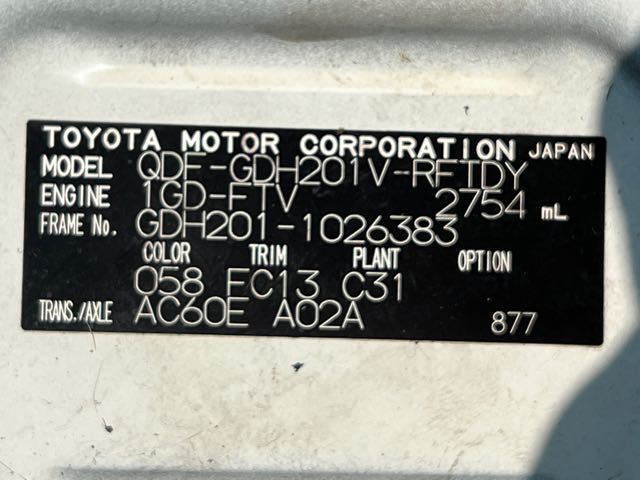 TOYOTA MOTOR CORPORATION JAPAN
MODEL QDF-GDH201V-RFTDY
ENGINE 1GD-FTV 2754 mL
FRAME No. GDH201-1026383
COLOR TRIM PLANT OPTION
058 FC13 C31
TRANS./AXLE AC60E A02A 877